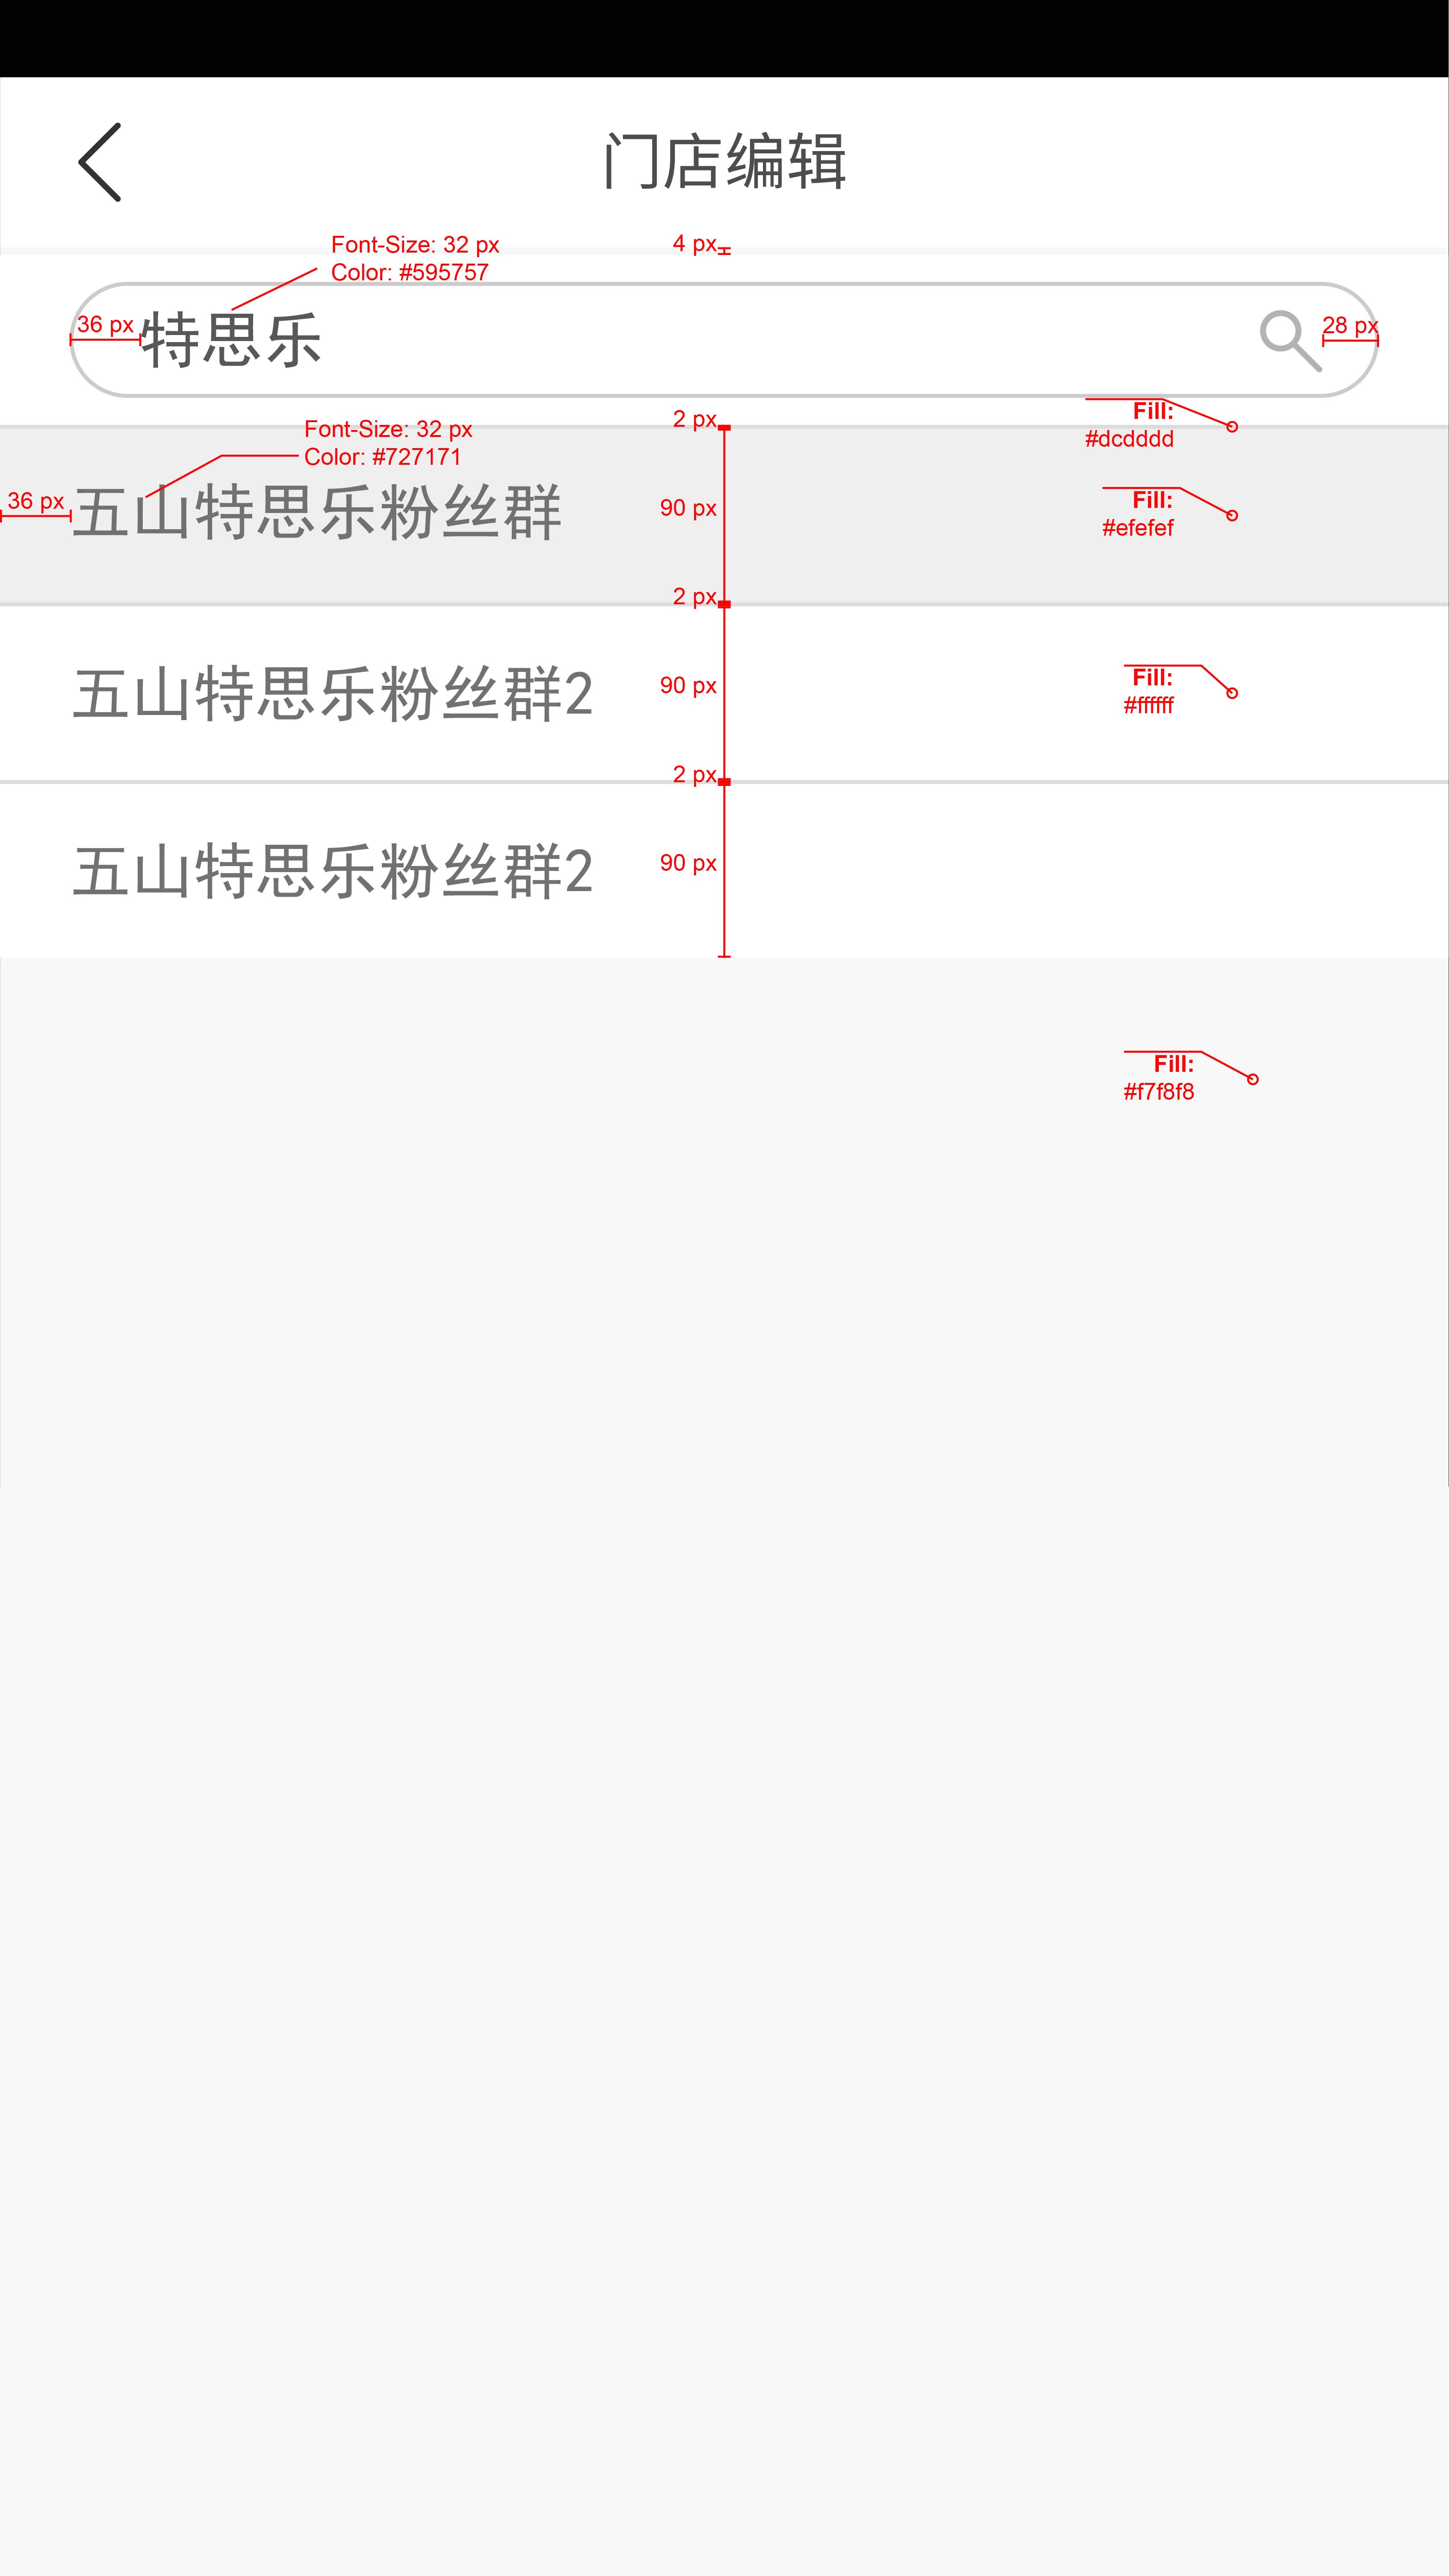 门店编辑
4 px
Font-Size: 32 px
Color: #595757
36 px
特思乐
28 px
2 px
Fill:
#dcdddd
Font-Size: 32 px
Color: #727171
36 px
五山特思乐粉丝群
90 px
Fill:
#efefef
2 px
五山特思乐粉丝群2
90 px
Fill:
#ffffff
2 px
五山特思乐粉丝群2
90 px
Fill:
#f7f8f8